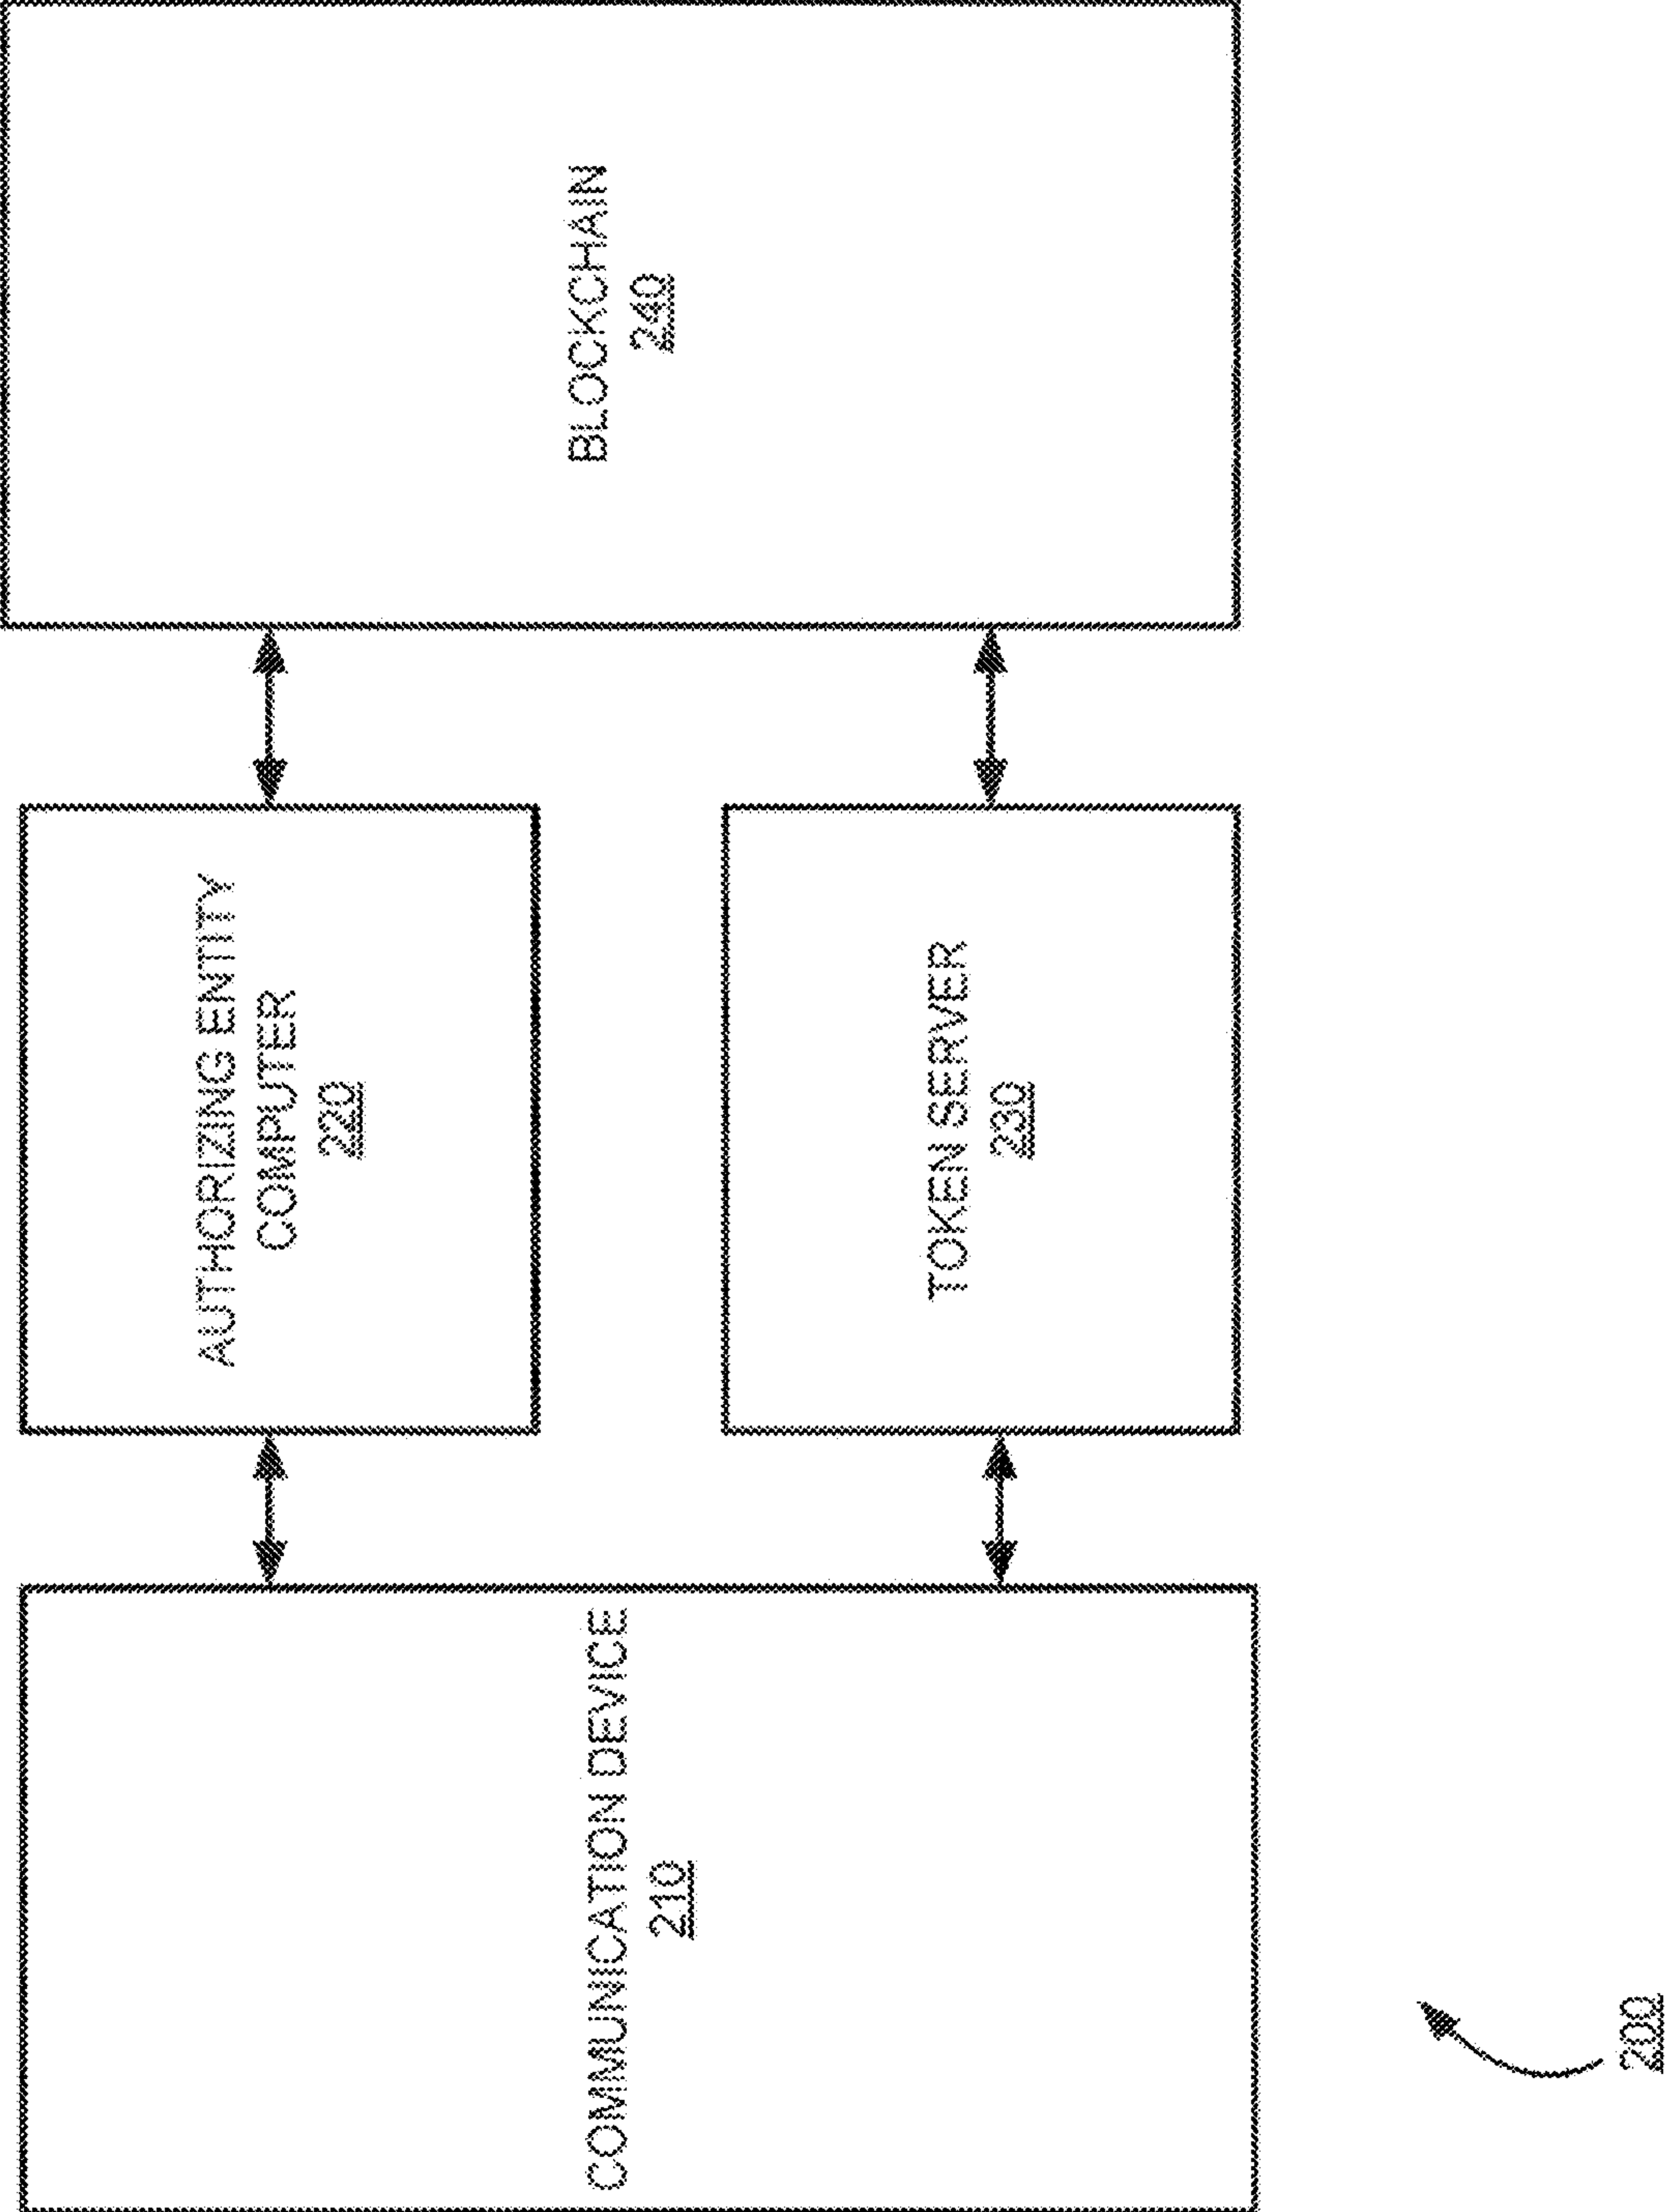 COMMUNICATION DEVICE
210
AUTHORIZING ENTITY
COMPUTER
220
TOKEN SERVER
230
BLOCKCHAIN
240
200